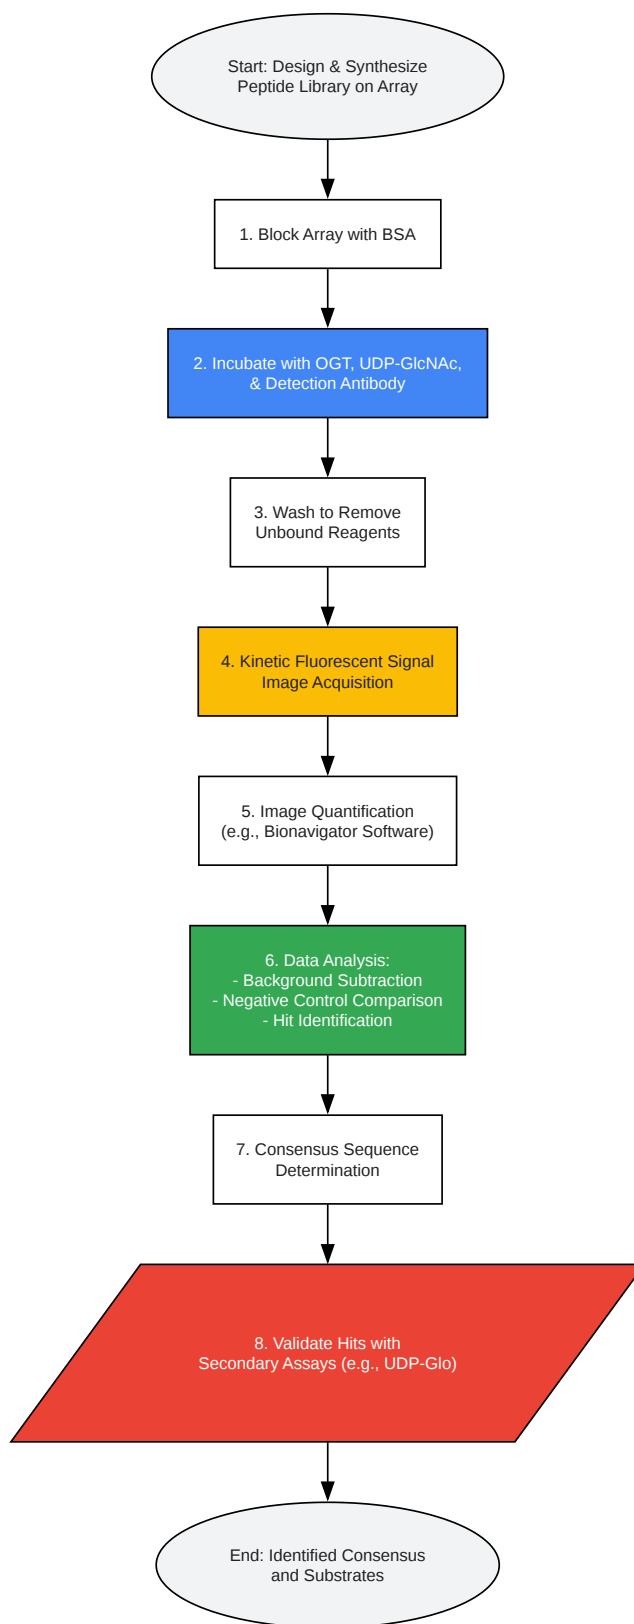 Start: Design & Synthesize
Peptide Library on Array
1. Block Array with BSA
2. Incubate with OGT, UDP-GlcNAc,
& Detection Antibody
3. Wash to Remove
Unbound Reagents
4. Kinetic Fluorescent Signal
Image Acquisition
5. Image Quantification
(e.g., Bionavigator Software)
6. Data Analysis:
- Background Subtraction
- Negative Control Comparison
- Hit Identification
7. Consensus Sequence
Determination
8. Validate Hits with
Secondary Assays (e.g., UDP-Glo)
End: Identified Consensus
and Substrates